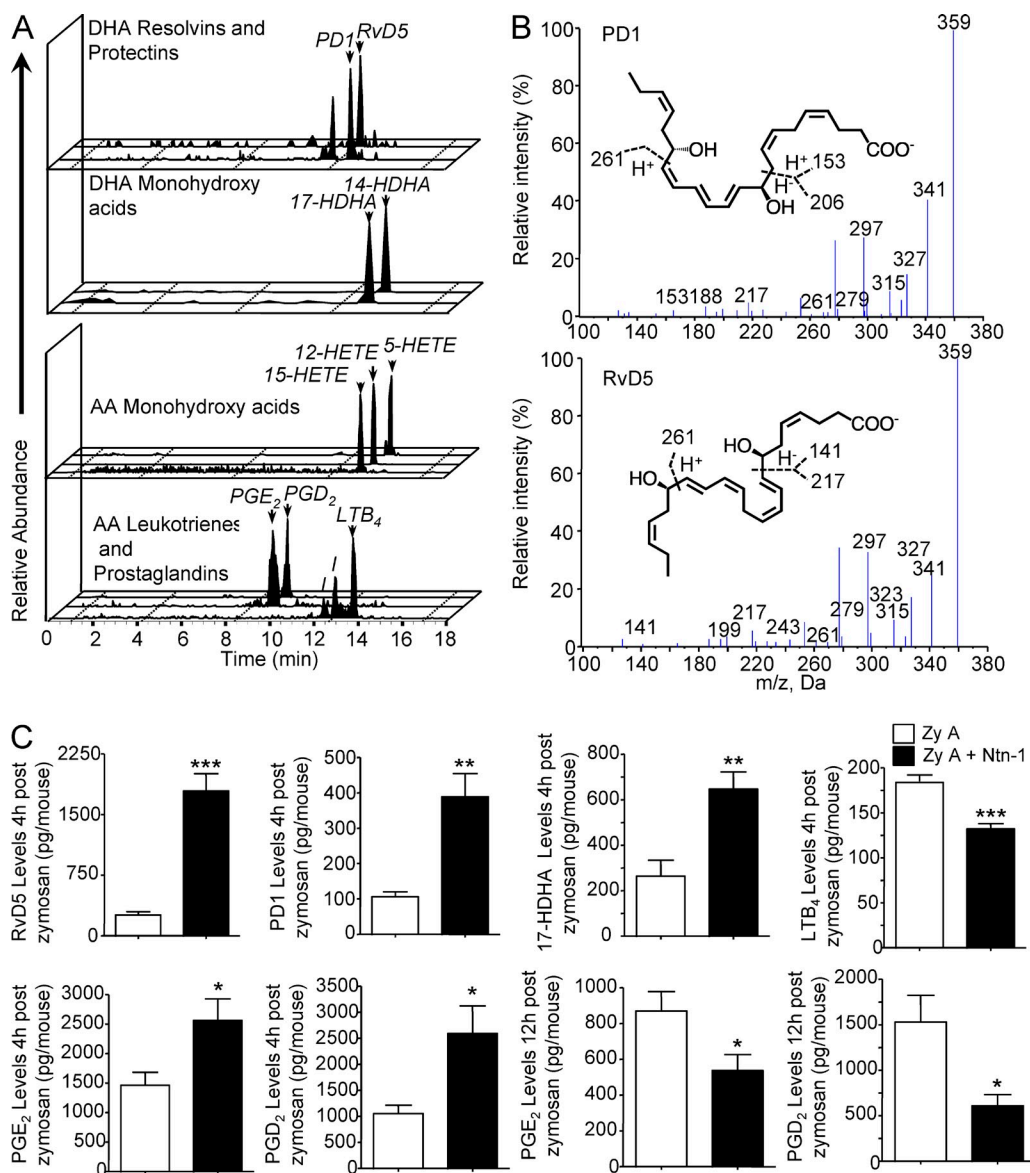 A
DHA Resolvins and
Protectins
PD1
RvD5
DHA Monohydroxy
acids
17-HDHA
14-HDHA
15-HETE
12-HETE
5-HETE
AA Monohydroxy acids
PGE2
PGD2
LTB4
AA Leukotrienes
and
Prostaglandins
Relative Abundance
0 2 4 6 8 10 12 14 16 18
Time (min)
B
PD1
Relative intensity (%)
100
80
60
40
20
0
359
341
297
327
315
153 188 217 261 279
261
H+
OH
H+
153
H-
206
OH
COO-
100 140 180 220 260 300 340 380
RvD5
Relative intensity (%)
100
80
60
40
20
0
359
297
327
341
323
279
315
141 199 217 243 261
261
H+
HO
HO
H-
141
217
COO-
100 140 180 220 260 300 340 380
m/z, Da
C
Zy A
Zy A + Ntn-1
RvD5 Levels 4h post
zymosan (pg/mouse)
2250
1500
750
0
***
PD1 Levels 4h post
zymosan (pg/mouse)
500
400
300
200
100
0
**
17-HDHA Levels 4h post
zymosan (pg/mouse)
800
600
400
200
0
**
LTB4 Levels 4h post
zymosan (pg/mouse)
200
150
100
50
0
***
PGE2 Levels 4h post
zymosan (pg/mouse)
3000
2500
2000
1500
1000
500
0
*
PGD2 Levels 4h post
zymosan (pg/mouse)
3500
3000
2500
2000
1500
1000
500
0
*
PGE2 Levels 12h post
zymosan (pg/mouse)
1000
800
600
400
200
0
*
PGD2 Levels 12h post
zymosan (pg/mouse)
2000
1500
1000
500
0
*